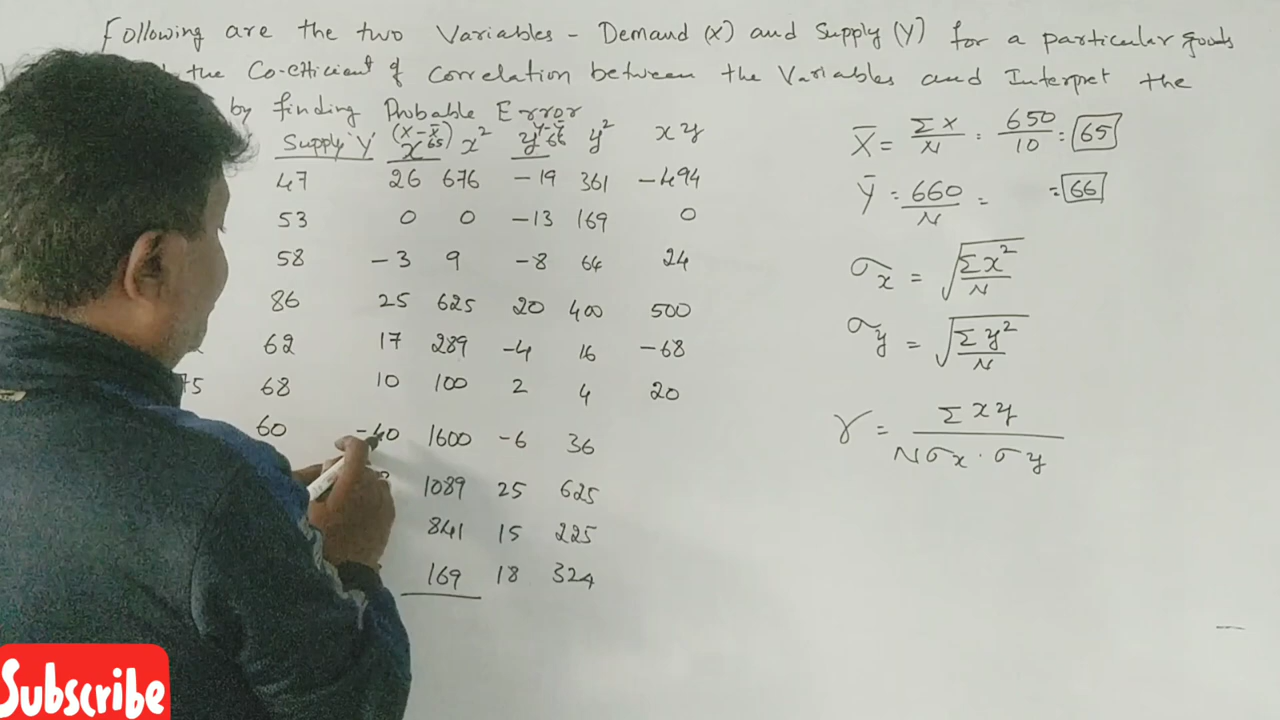 Following are the two Variables - Demand (X) and Supply (Y) for a particular goods
the Co-efficient of Correlation between the Variables and Interpret the
by finding Probable Error
Supply 'Y' (X-X̄) x 65 x² Y-Ȳ y 66 y² xy
47 26 676 -19 361 -494
53 0 0 -13 169 0
58 -3 9 -8 64 24
86 25 625 20 400 500
62 17 289 -4 16 -68
75 68 10 100 2 4 20
60 -40 1600 -6 36
1089 25 625
841 15 225
169 18 324
X̄ = ΣX/N = 650/10 = 65
Ȳ = 660/N = = 66
σx = √Σx²/N
σy = √Σy²/N
r = Σxy / Nσx · σy
Subscribe